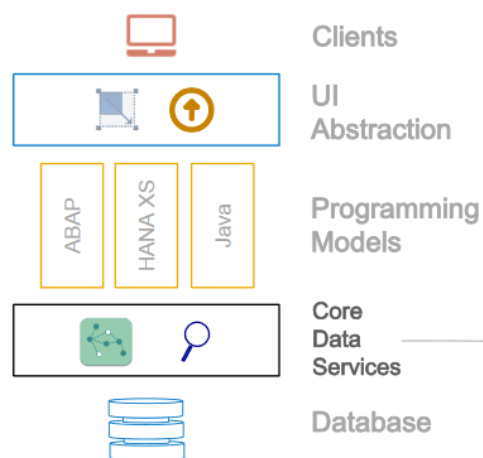 Clients
UI
Abstraction
ABAP
HANA XS
Java
Programming
Models
Core
Data
Services
Database